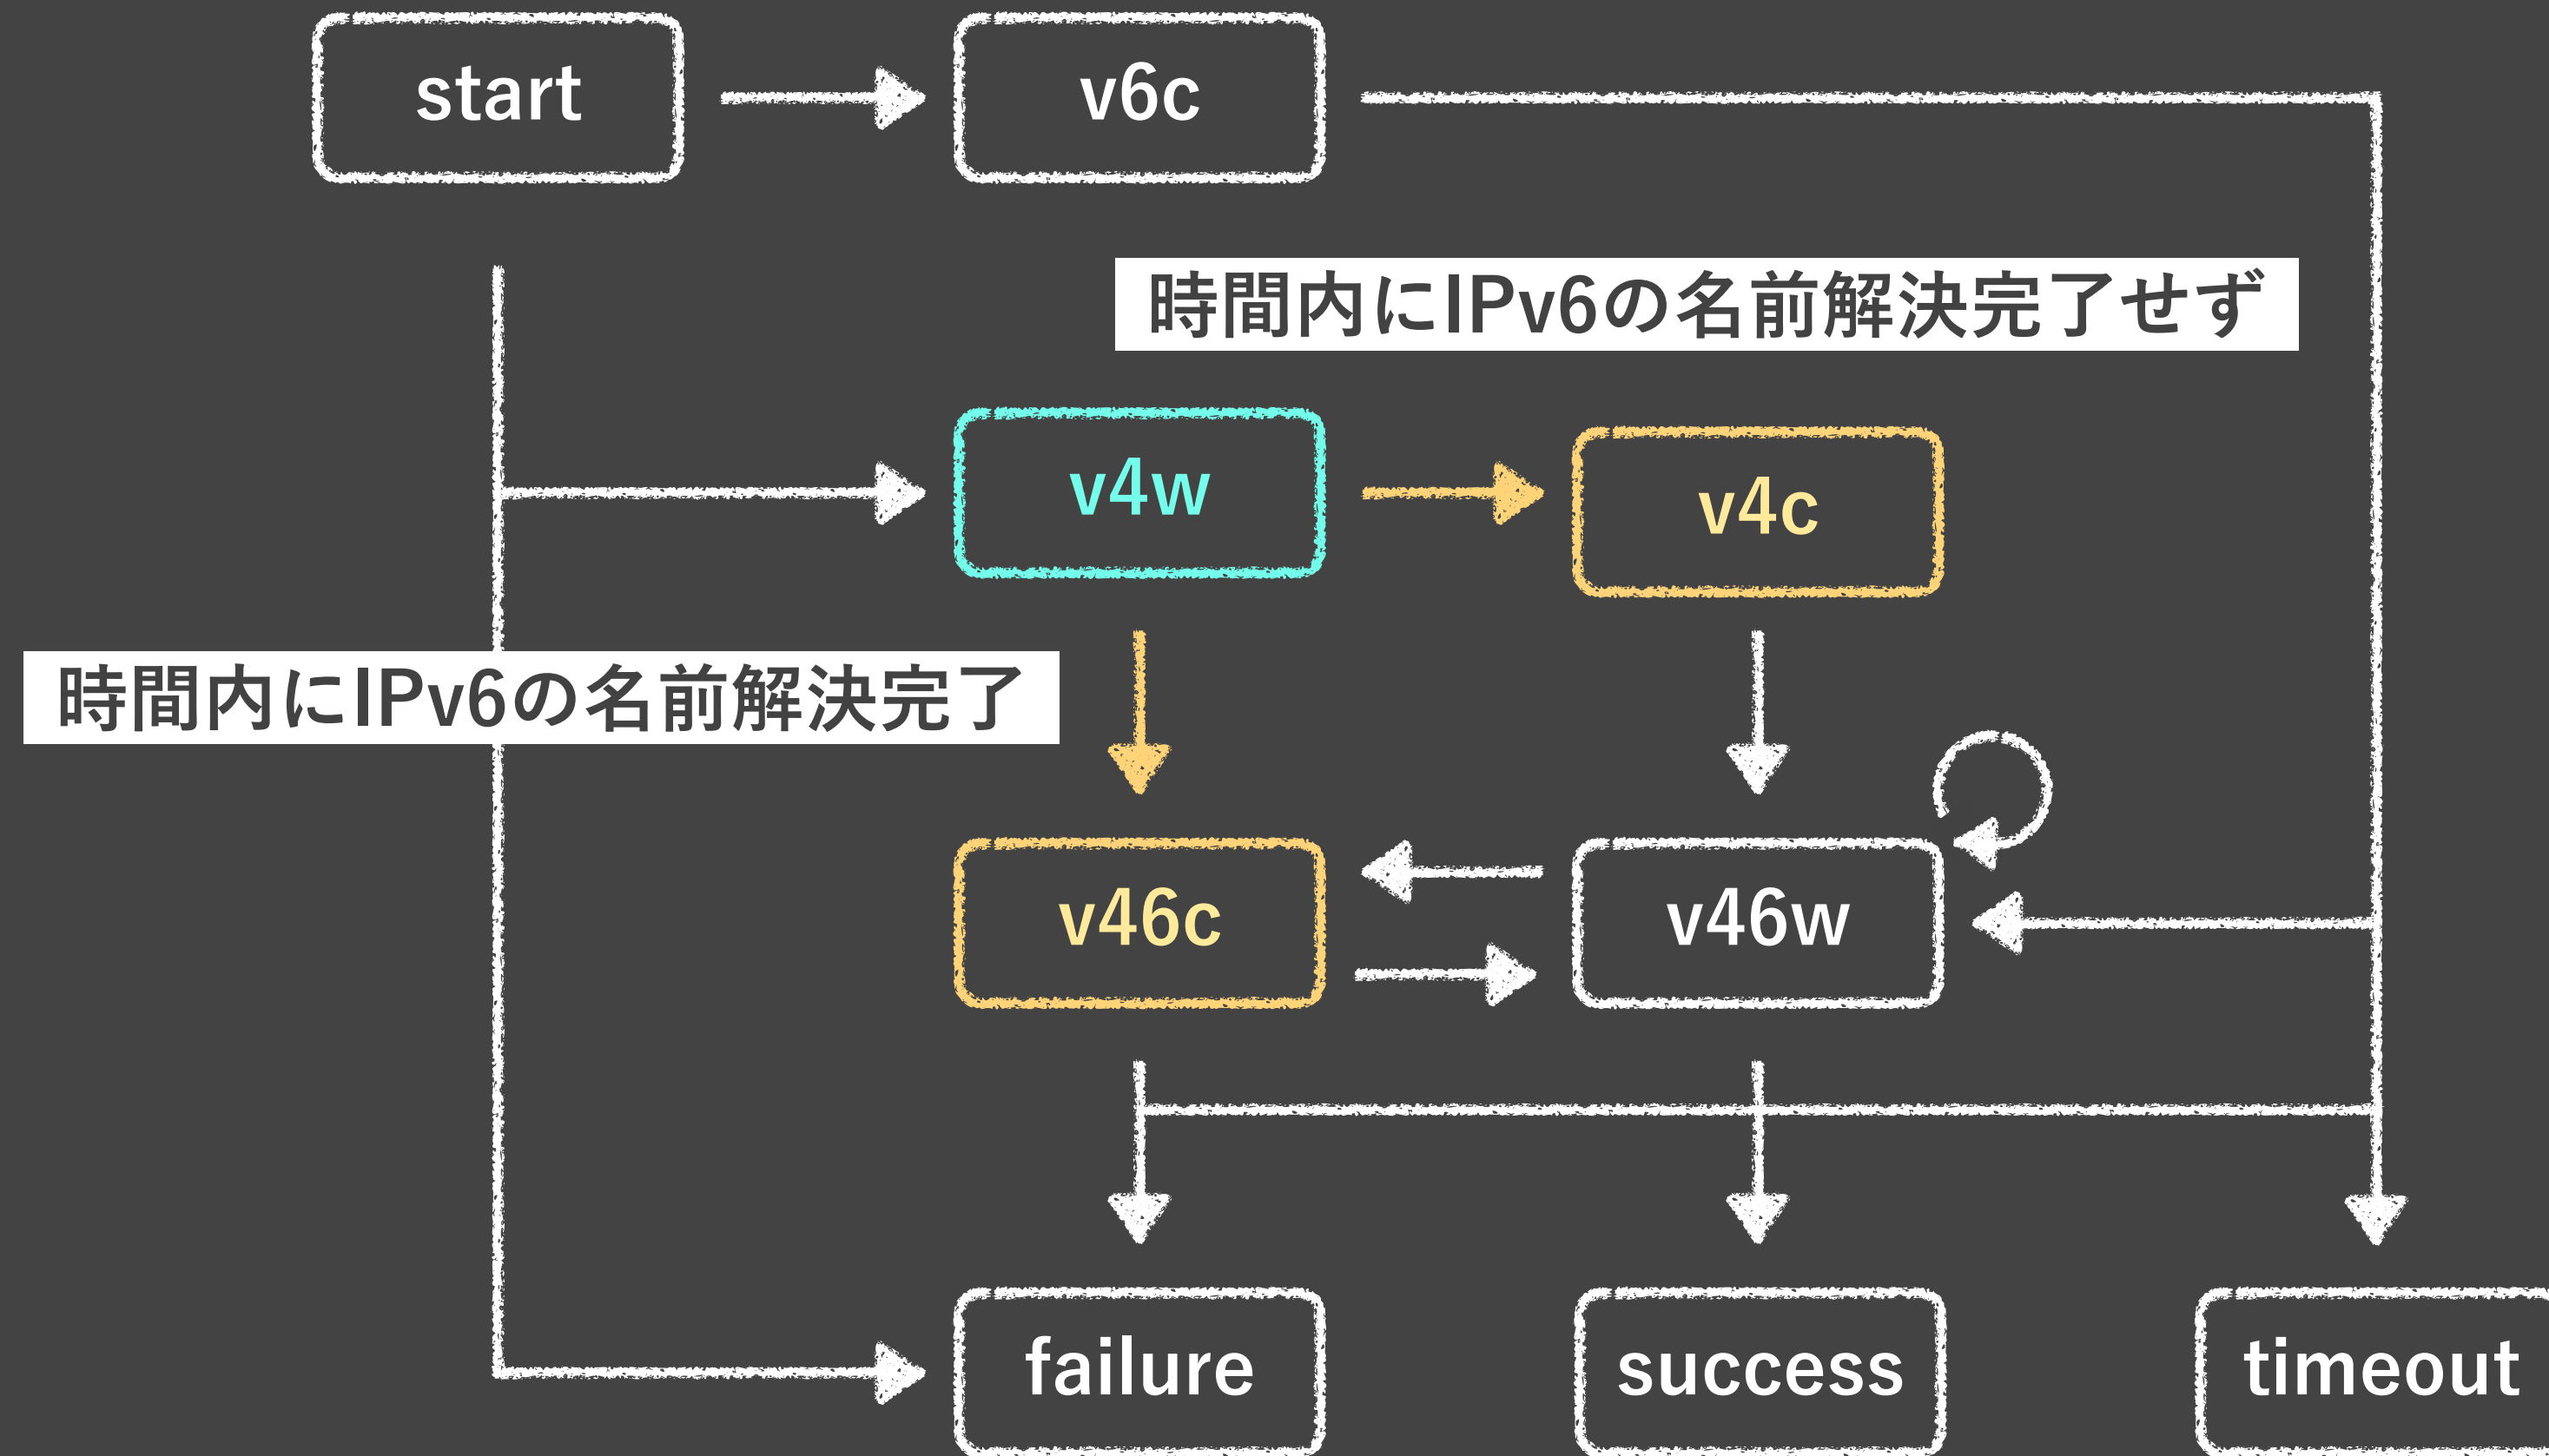 start
v6c
時間内にIPv6の名前解決完了せず
v4w
v4c
時間内にIPv6の名前解決完了
v46c
v46w
failure
success
timeout